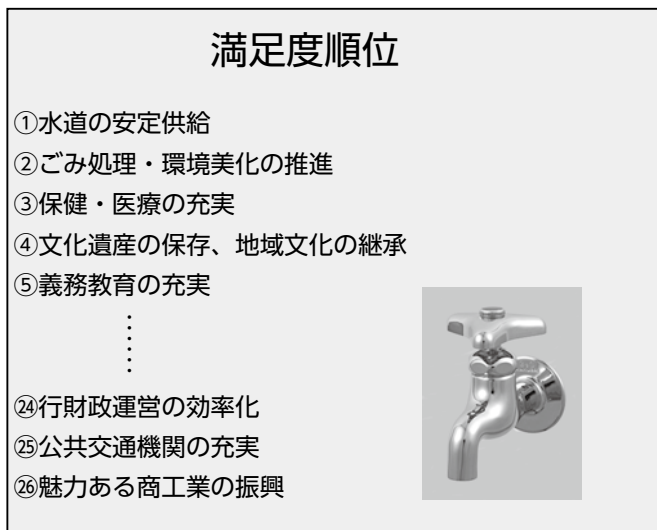 満足度順位
①水道の安定供給
②ごみ処理・環境美化の推進
③保健・医療の充実
④文化遺産の保存、地域文化の継承
⑤義務教育の充実
⋮
㉔行財政運営の効率化
㉕公共交通機関の充実
㉖魅力ある商工業の振興